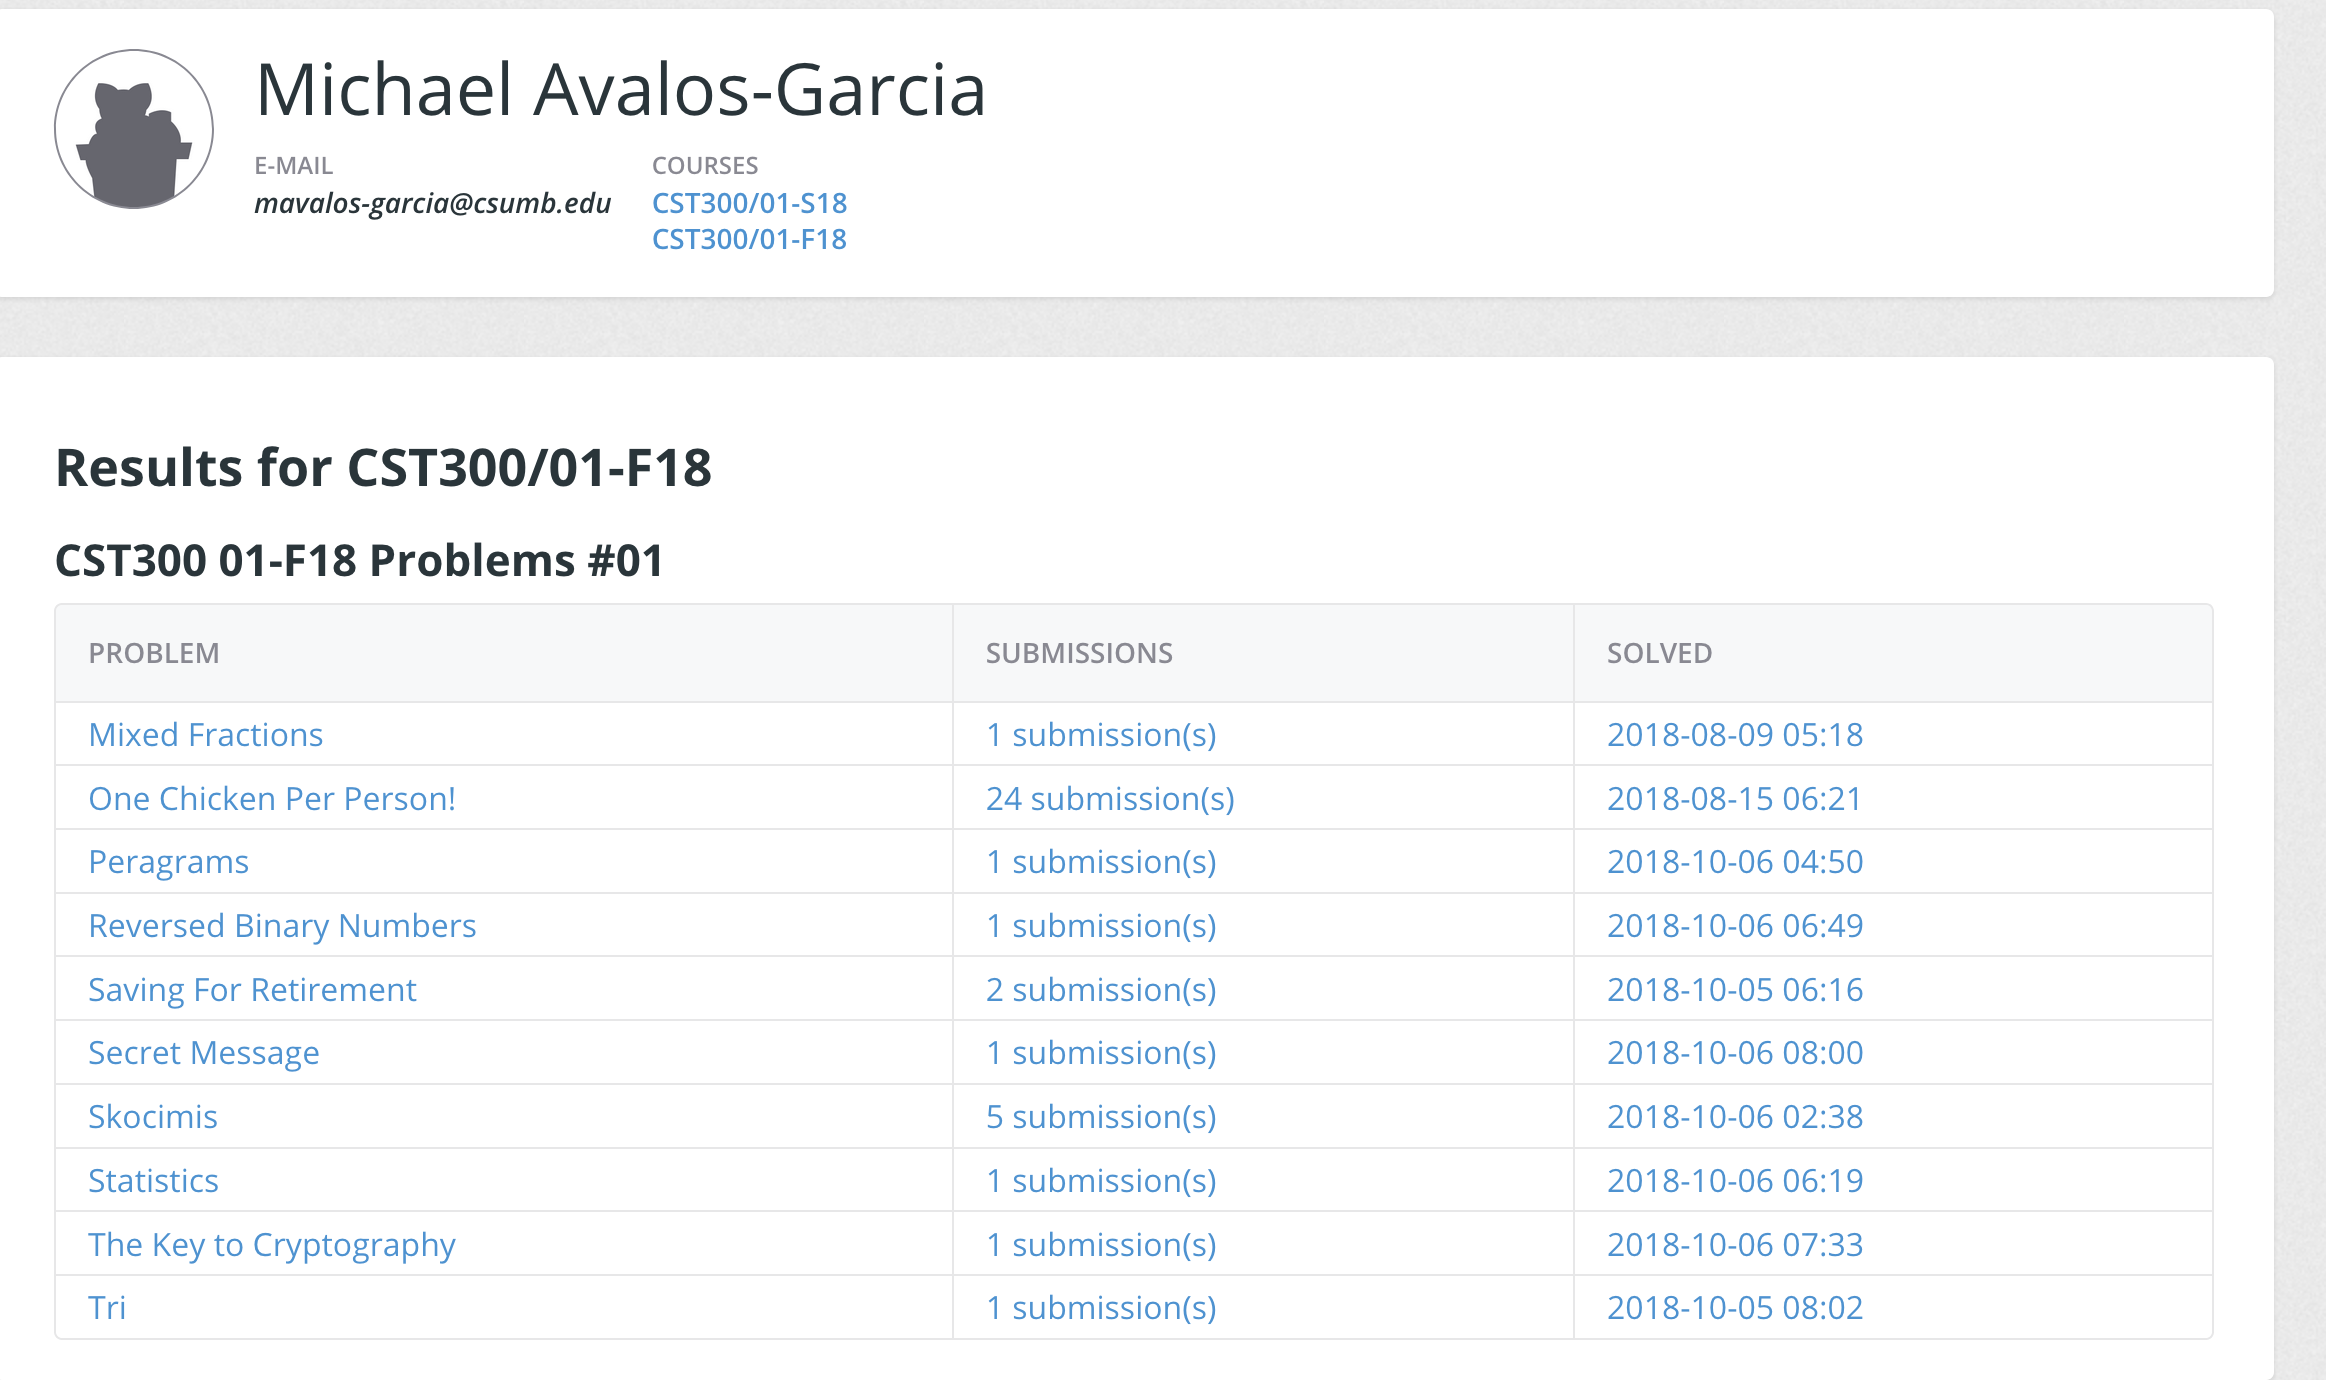 Michael Avalos-Garcia
E-MAIL
mavalos-garcia@csumb.edu
COURSES
CST300/01-S18
CST300/01-F18
Results for CST300/01-F18
CST300 01-F18 Problems #01
PROBLEM SUBMISSIONS SOLVED
Mixed Fractions 1 submission(s) 2018-08-09 05:18
One Chicken Per Person! 24 submission(s) 2018-08-15 06:21
Peragrams 1 submission(s) 2018-10-06 04:50
Reversed Binary Numbers 1 submission(s) 2018-10-06 06:49
Saving For Retirement 2 submission(s) 2018-10-05 06:16
Secret Message 1 submission(s) 2018-10-06 08:00
Skocimis 5 submission(s) 2018-10-06 02:38
Statistics 1 submission(s) 2018-10-06 06:19
The Key to Cryptography 1 submission(s) 2018-10-06 07:33
Tri 1 submission(s) 2018-10-05 08:02